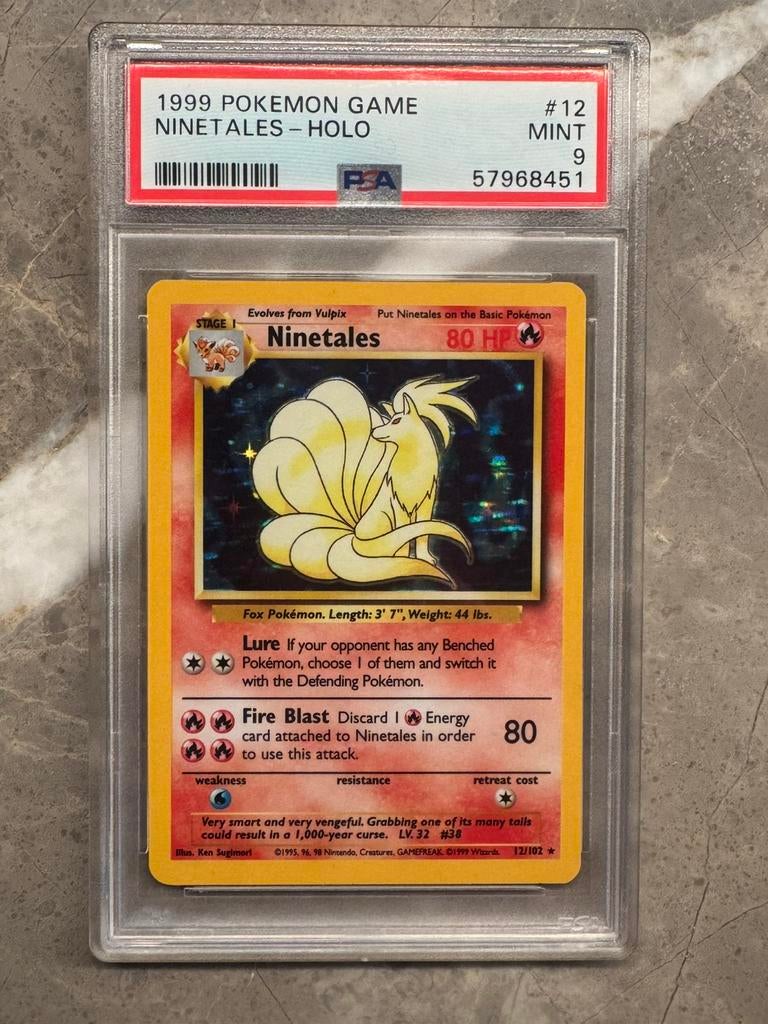 1999 POKEMON GAME #12
NINETALES - HOLO MINT
9
PSA 57968451
Evolves from Vulpix Put Ninetales on the Basic Pokémon
STAGE 1 Ninetales 80 HP
Fox Pokémon. Length: 3' 7", Weight: 44 lbs.
Lure If your opponent has any Benched
Pokémon, choose 1 of them and switch it
with the Defending Pokémon.
Fire Blast Discard 1 Energy
card attached to Ninetales in order 80
to use this attack.
weakness resistance retreat cost
Very smart and very vengeful. Grabbing one of its many tails
could result in a 1,000-year curse. LV. 32 #38
Illus. Ken Sugimori ©1995, 96, 98 Nintendo, Creatures, GAMEFREAK. ©1999 Wizards. 12/102 ★
PSA